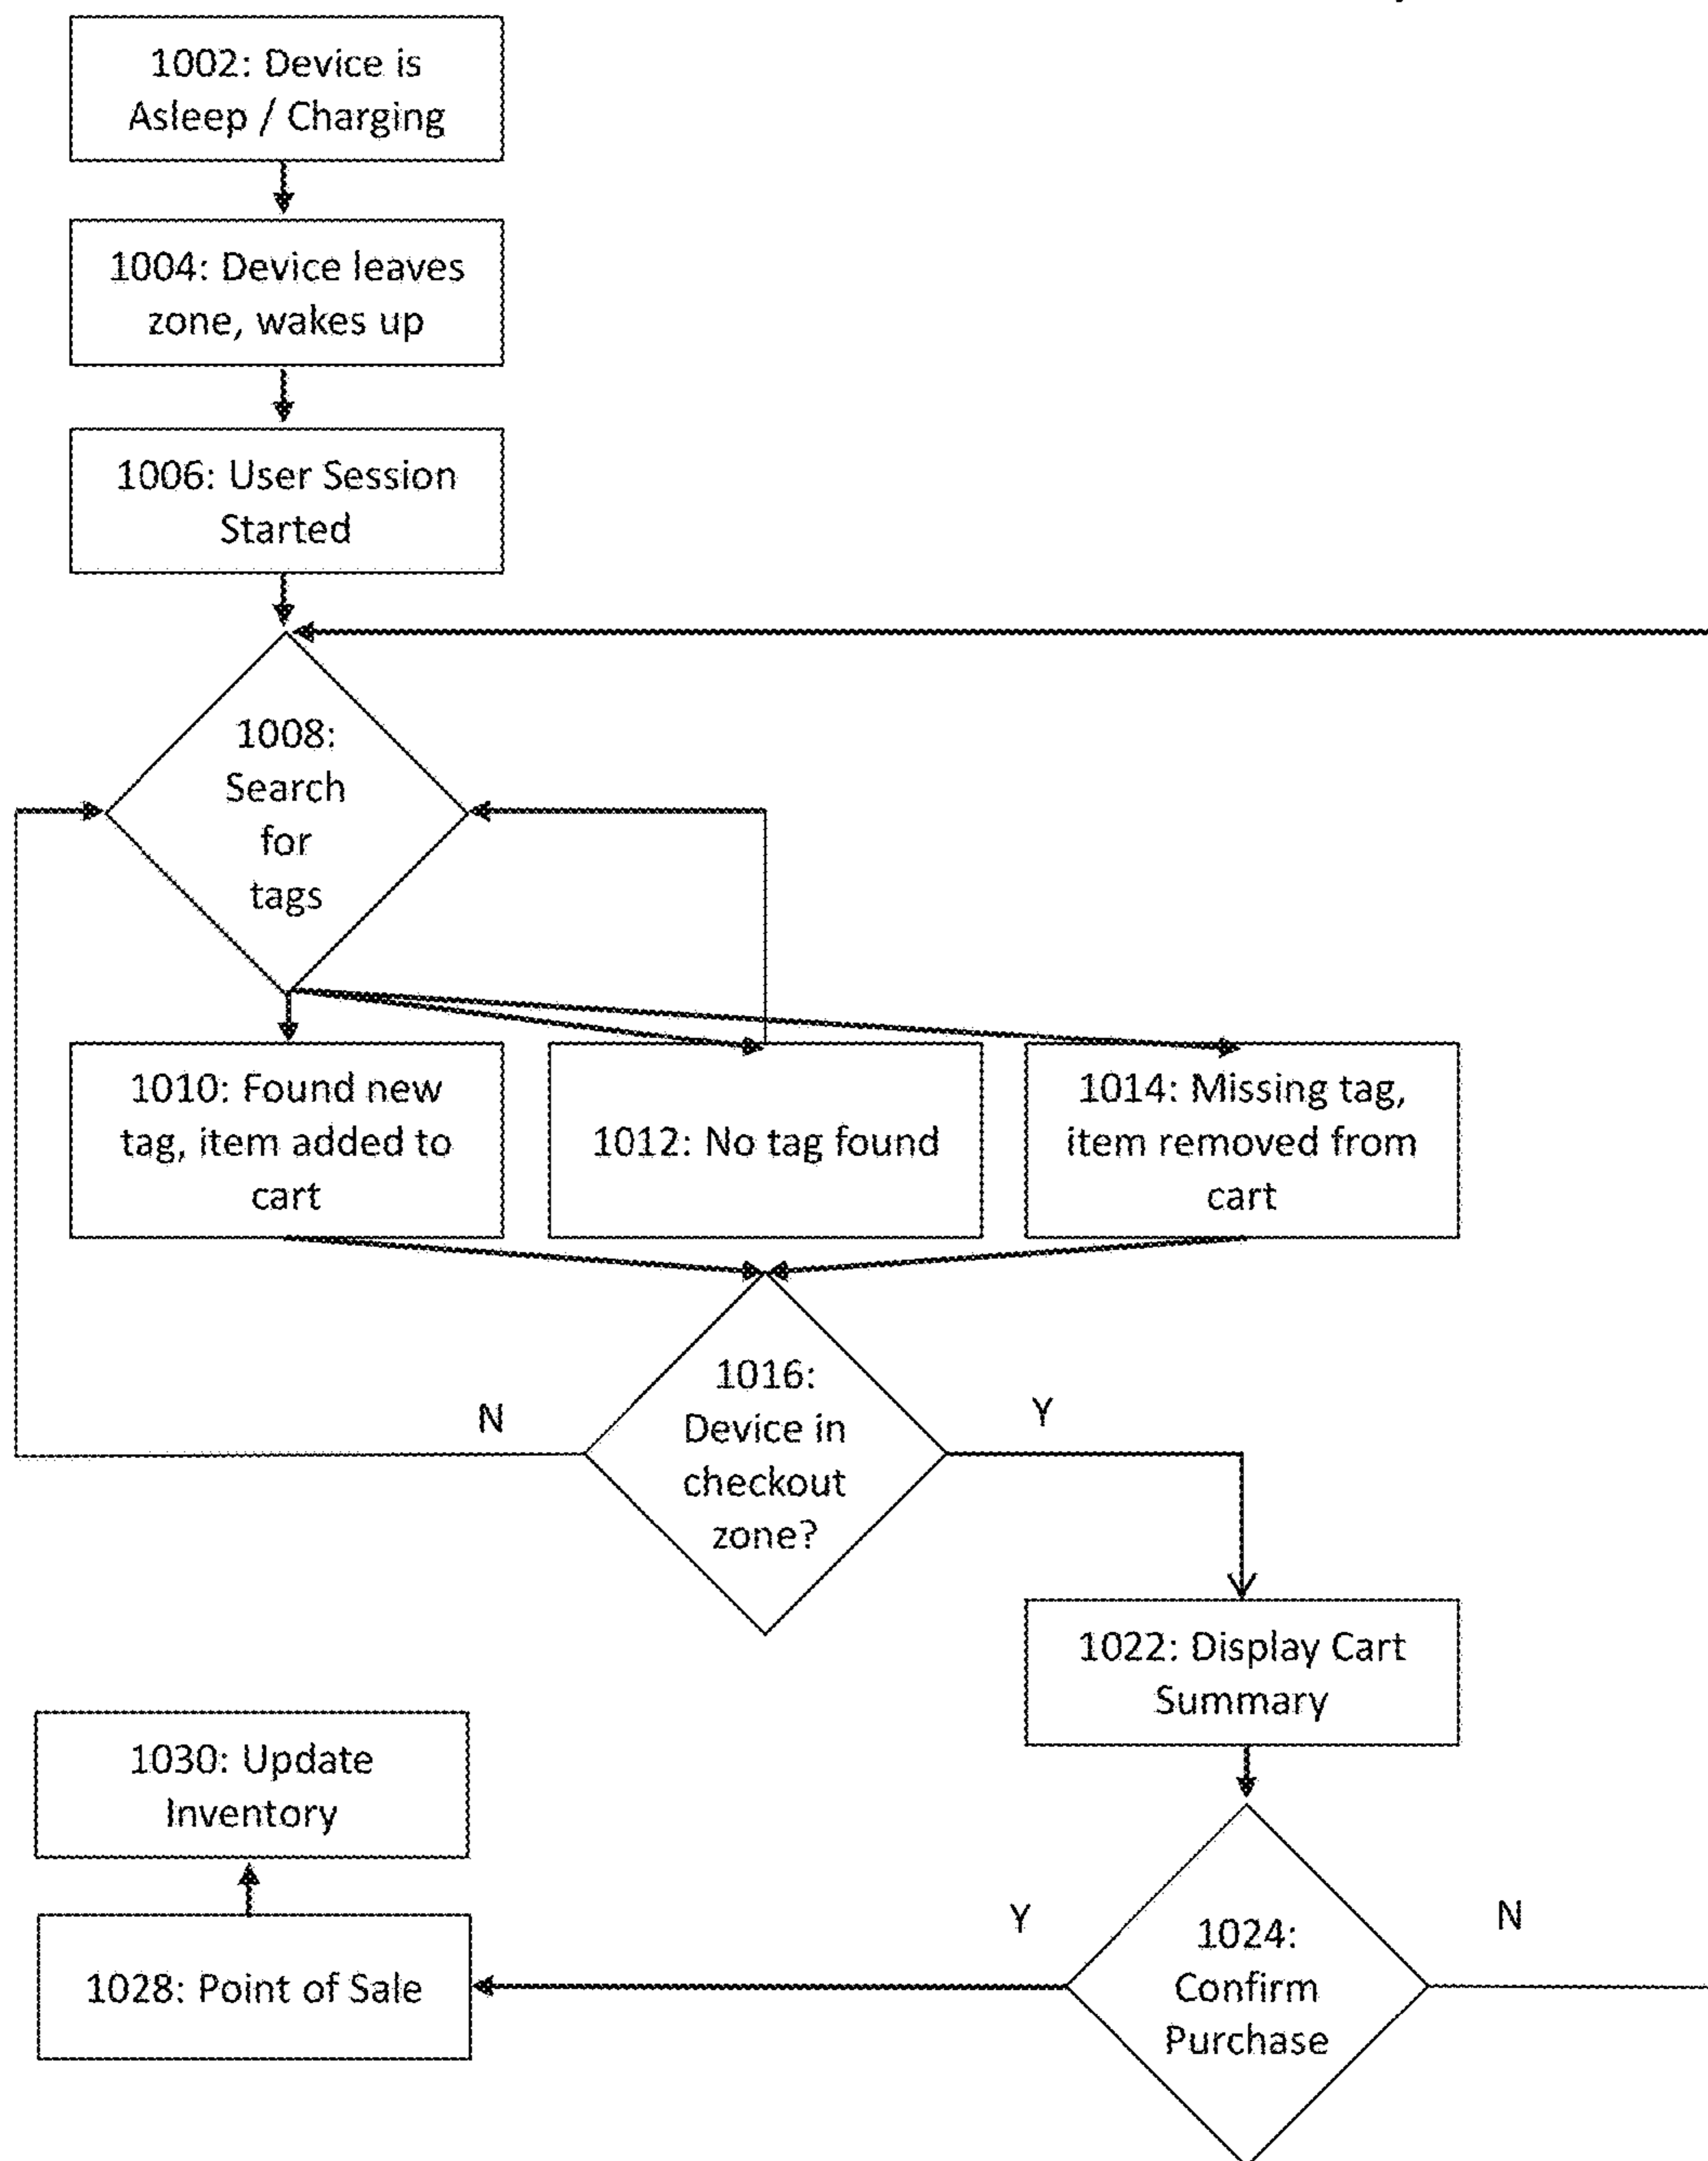 1002: Device is
Asleep / Charging
1004: Device leaves
zone, wakes up
1006: User Session
Started
1008:
Search
for
tags
1010: Found new
tag, item added to
cart
1012: No tag found
1014: Missing tag,
item removed from
cart
1016:
Device in
checkout
zone?
N
Y
1022: Display Cart
Summary
1030: Update
Inventory
1028: Point of Sale
Y
1024:
Confirm
Purchase
N